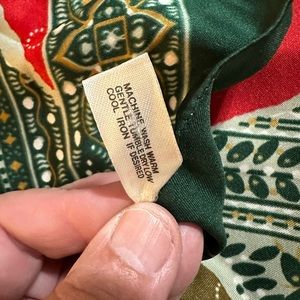 MACHINE WASH WARM
GENTLE TUMBLE DRY LOW
COOL IRON IF DESIRED